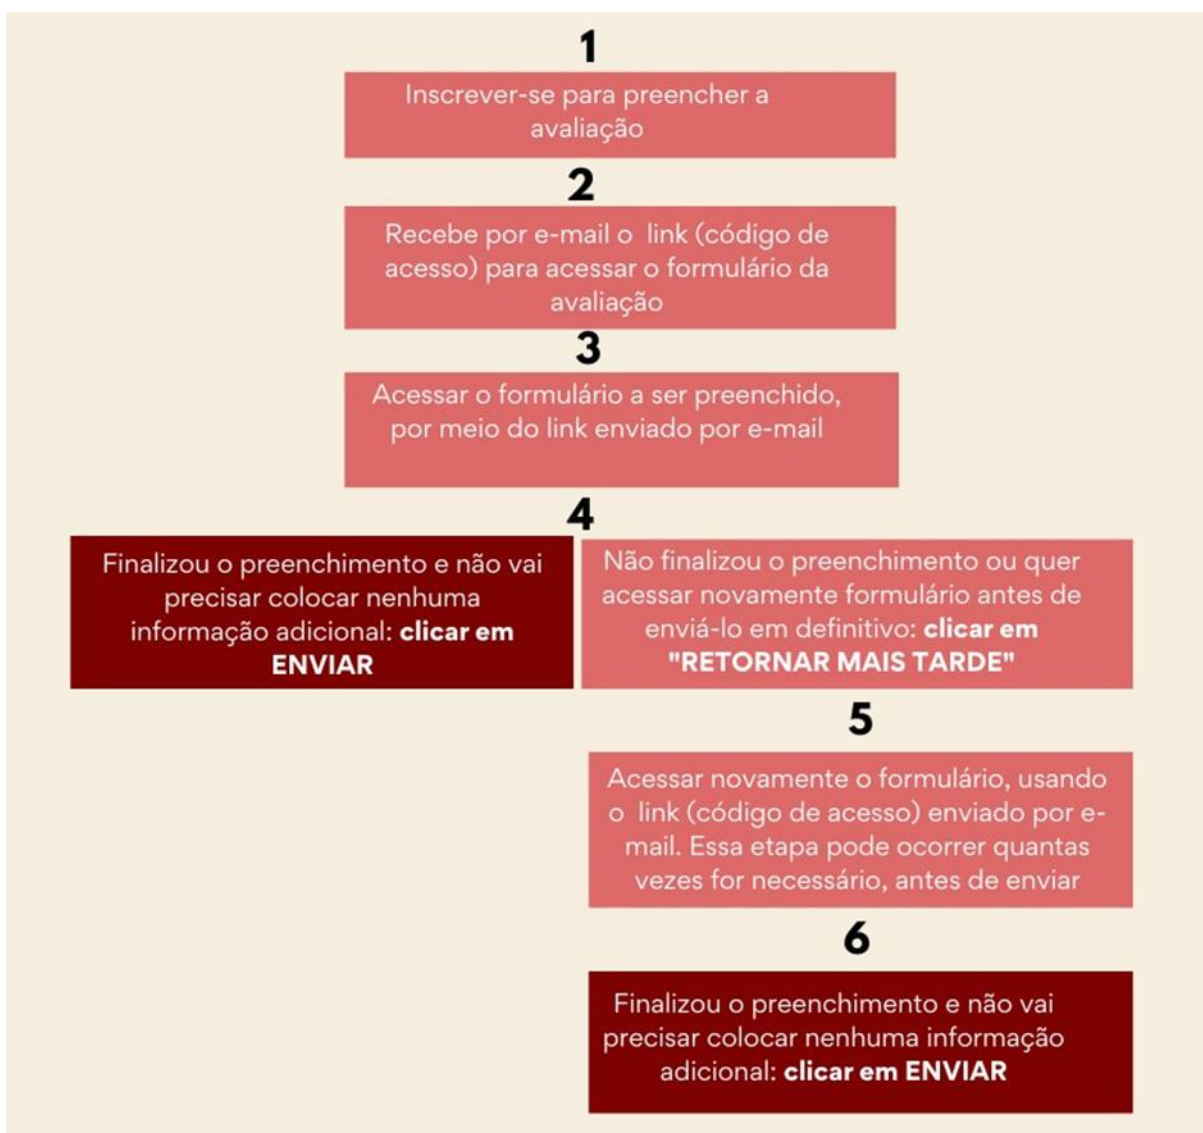 1
Inscrever-se para preencher a
avaliação
2
Recebe por e-mail o link (código de
acesso) para acessar o formulário da
avaliação
3
Acessar o formulário a ser preenchido,
por meio do link enviado por e-mail
4
Finalizou o preenchimento e não vai
precisar colocar nenhuma
informação adicional: clicar em
ENVIAR
Não finalizou o preenchimento ou quer
acessar novamente formulário antes de
enviá-lo em definitivo: clicar em
"RETORNAR MAIS TARDE"
5
Acessar novamente o formulário, usando
o link (código de acesso) enviado por e-
mail. Essa etapa pode ocorrer quantas
vezes for necessário, antes de enviar
6
Finalizou o preenchimento e não vai
precisar colocar nenhuma informação
adicional: clicar em ENVIAR